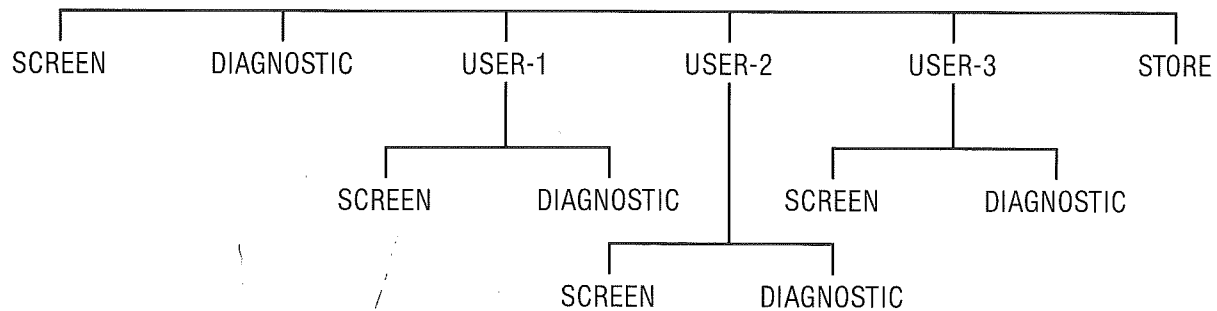 SCREEN DIAGNOSTIC USER-1 USER-2 USER-3 STORE
SCREEN DIAGNOSTIC SCREEN DIAGNOSTIC
SCREEN DIAGNOSTIC